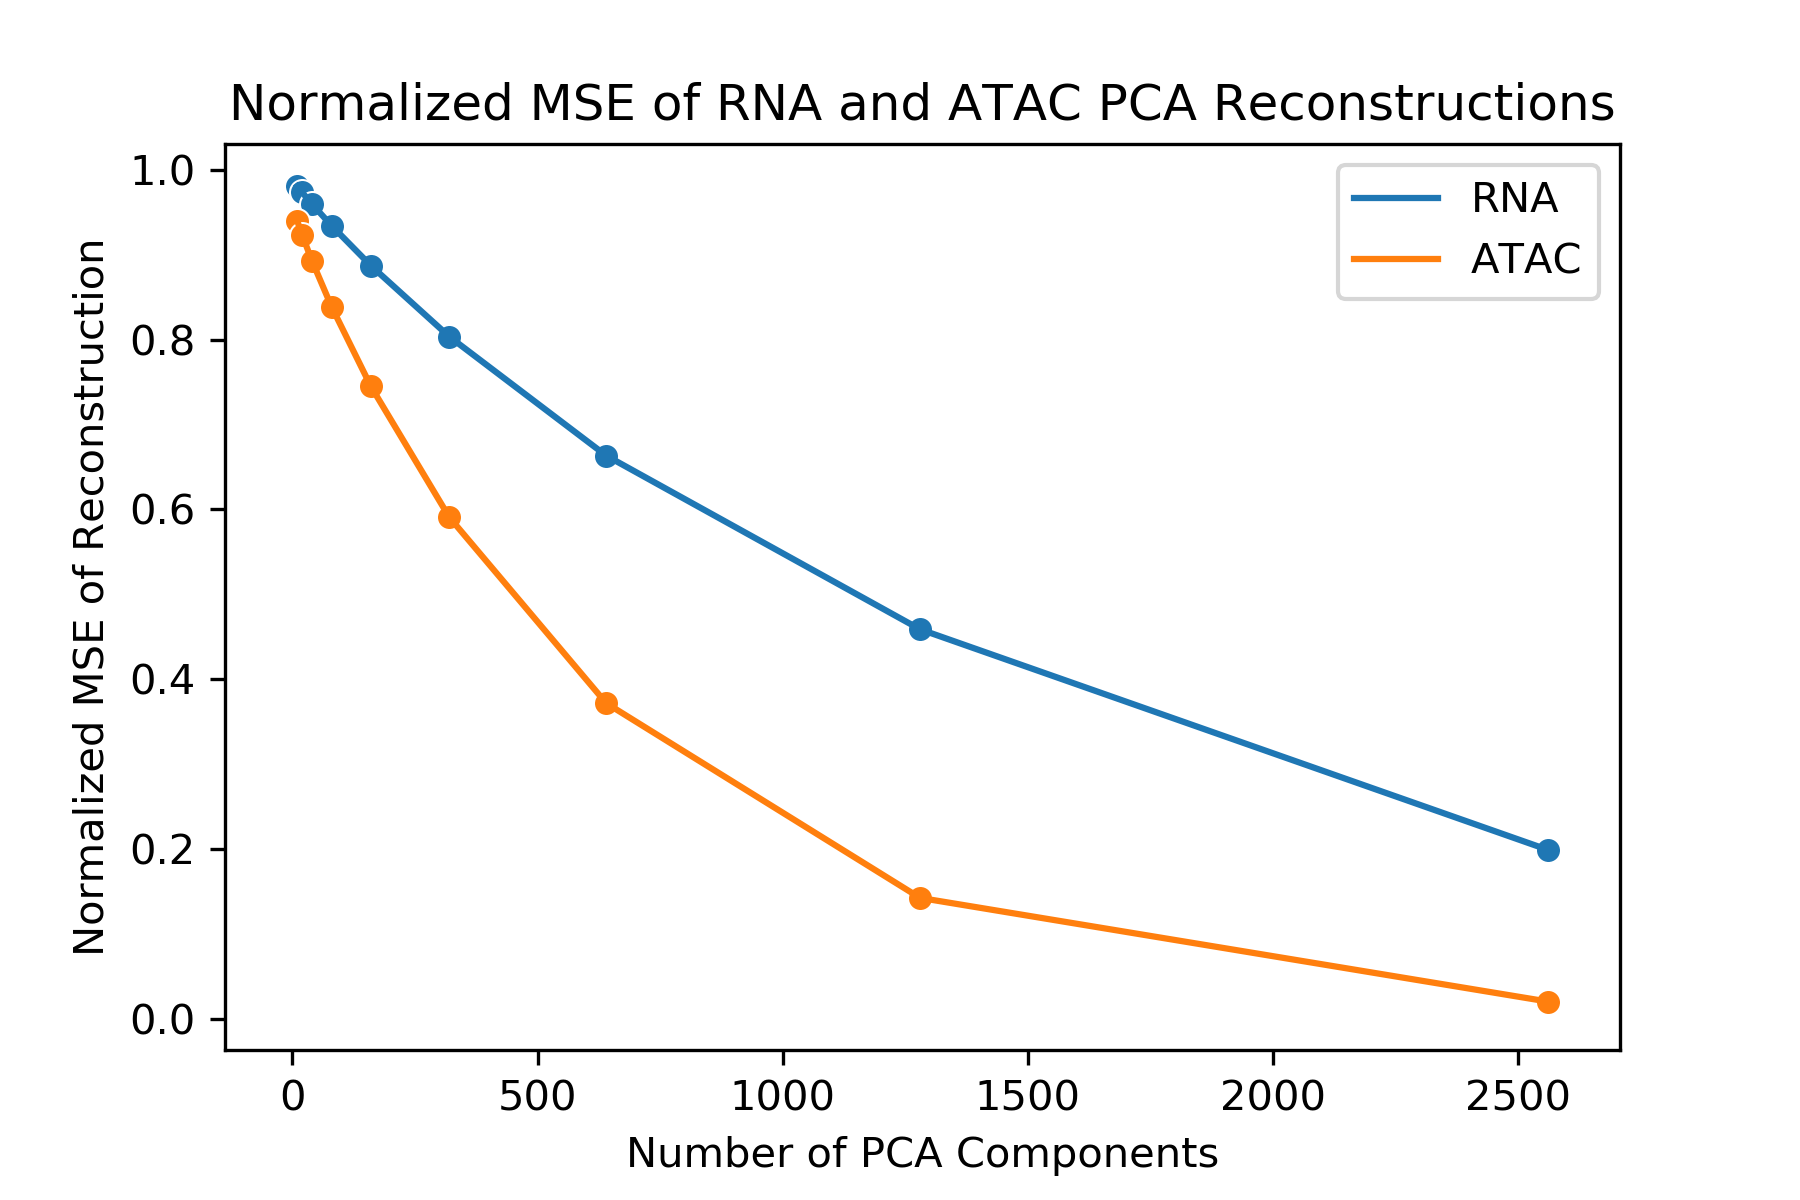 Normalized MSE of RNA and ATAC PCA Reconstructions
1.0
0.8
0.6
0.4
0.2
0.0
Normalized MSE of Reconstruction
RNA
ATAC
0 500 1000 1500 2000 2500
Number of PCA Components